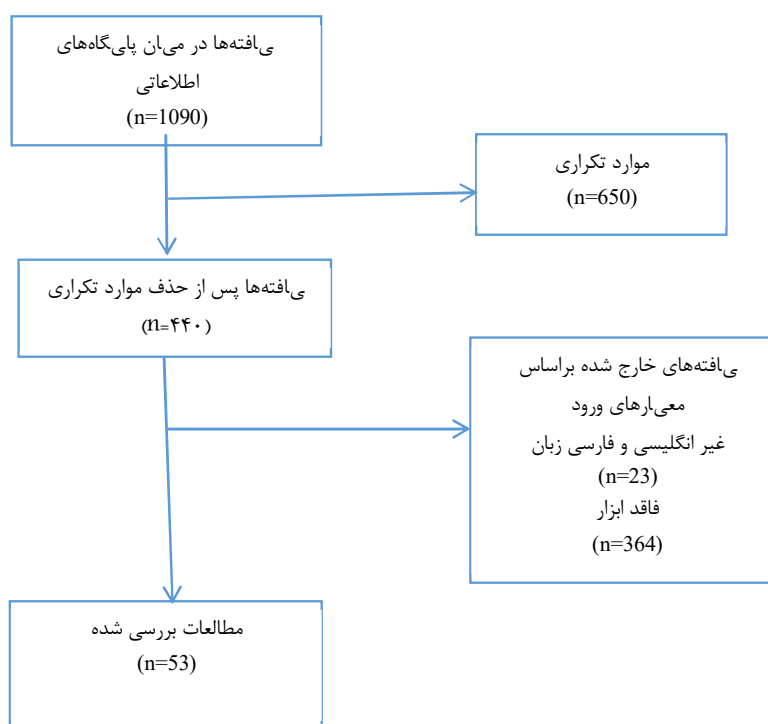 یافته‌ها در میان پایگاه‌های
اطلاعاتی
(n=1090)
موارد تکراری
(n=650)
یافته‌ها پس از حذف موارد تکراری
(n=۴۴۰)
یافته‌های خارج شده براساس
معیارهای ورود
غیر انگلیسی و فارسی زبان
(n=23)
فاقد ابزار
(n=364)
مطالعات بررسی شده
(n=53)